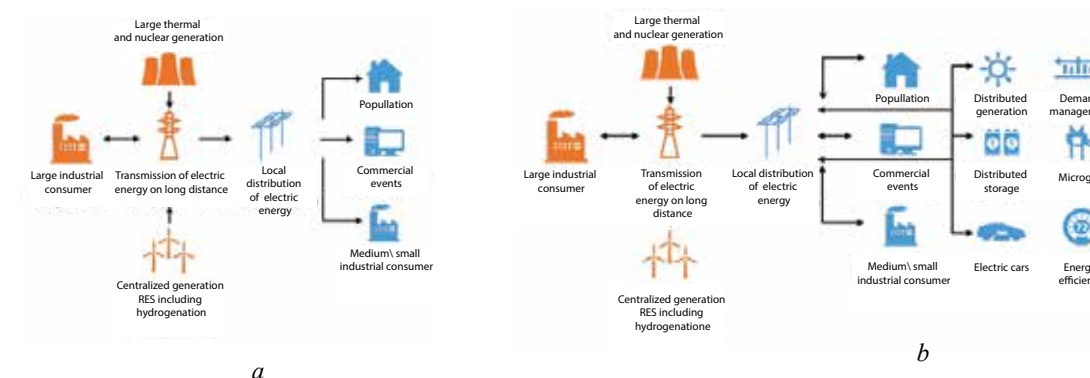 Large thermal
and nuclear generation
Popullation
Large industrial
consumer
Transmission of electric
energy on long distance
Local
distribution
of electric
energy
Commercial
events
Medium\ small
industrial consumer
Centralized generation
RES including
hydrogenation
a
Large thermal
and nuclear generation
Popultation
Distributed
generation
Large industrial
consumer
Transmission
of electric
energy on long
distance
Local distribution
of electric
energy
Commercial
events
Distributed
storage
Medium\ small
industrial consumer
Electric cars
Centralized generation
RES including
hydrogenatione
b